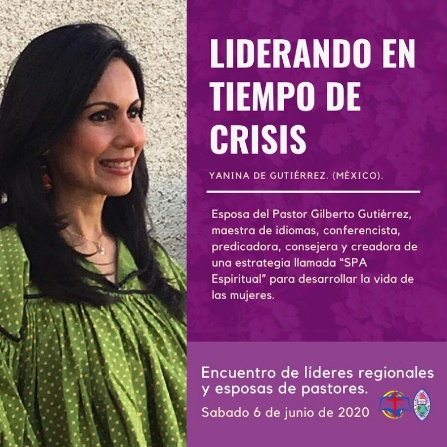 LIDERANDO EN
TIEMPO DE
CRISIS
YANINA DE GUTIÉRREZ. (MÉXICO).
Esposa del Pastor Gilberto Gutiérrez,
maestra de idiomas, conferencista,
predicadora, consejera y creadora de
una estrategia llamada "SPA
Espiritual" para desarrollar la vida de
las mujeres.
Encuentro de líderes regionales
y esposas de pastores.
Sabado 6 de junio de 2020